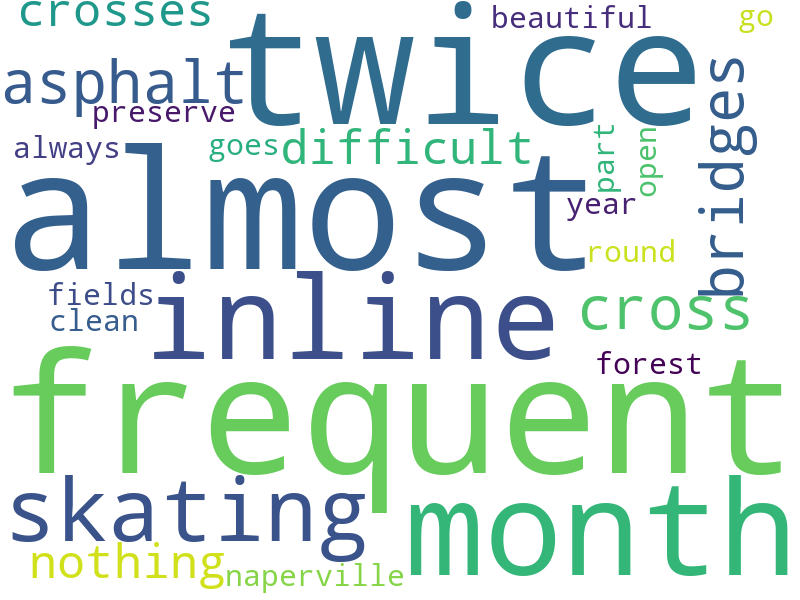 crosses
beautiful
go
twice
asphalt
preserve
bridges
always
goes
difficult
part
open
almost
year
round
fields
clean
inline
cross
forest
frequent
skating
month
nothing
naperville